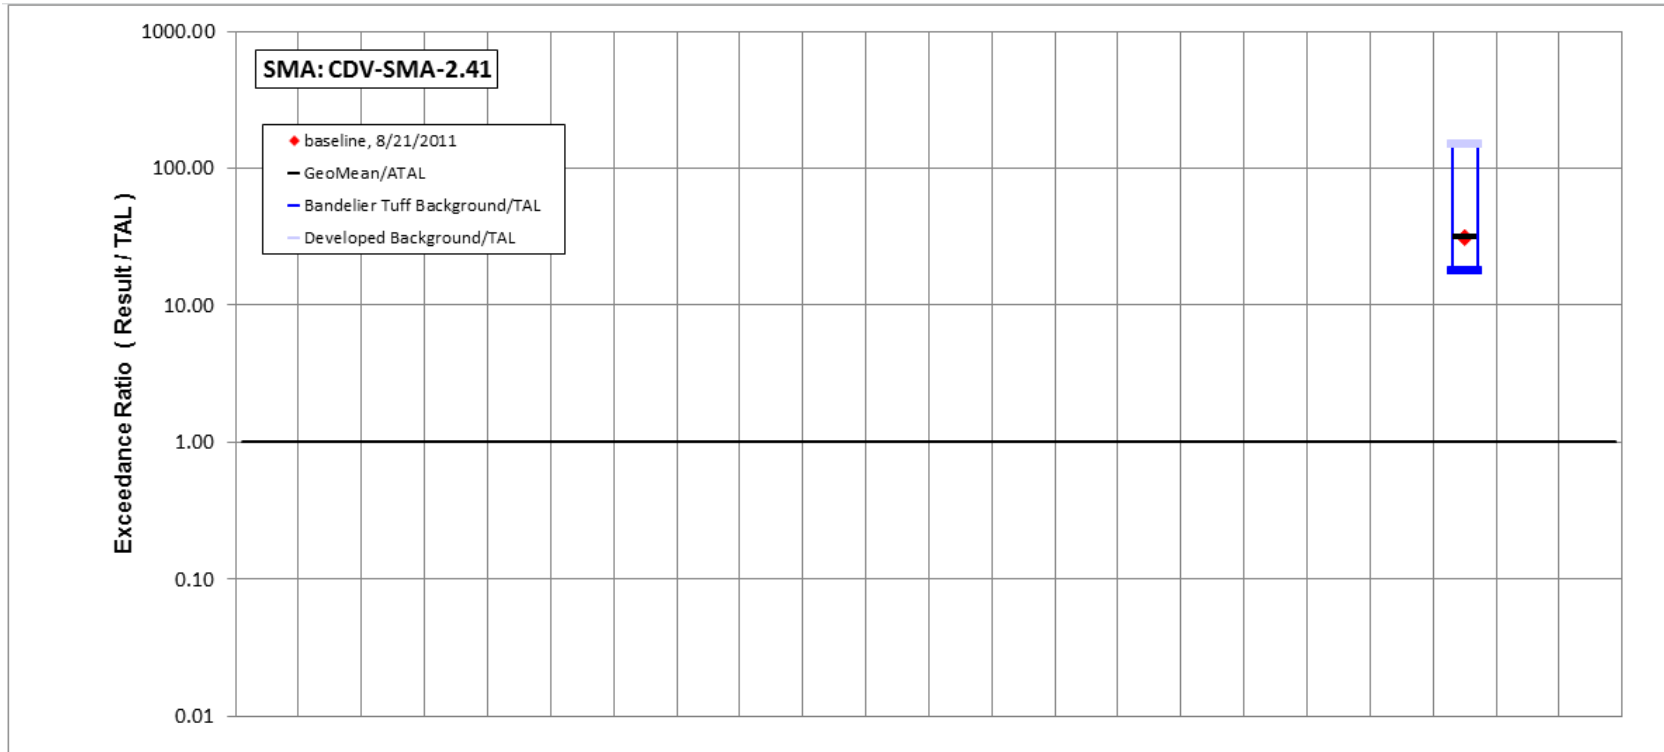 1000.00
SMA: CDV-SMA-2.41
baseline, 8/21/2011
GeoMean/ATAL
Bandelier Tuff Background/TAL
Developed Background/TAL
100.00
10.00
1.00
0.10
0.01
Exceedance Ratio ( Result / TAL )